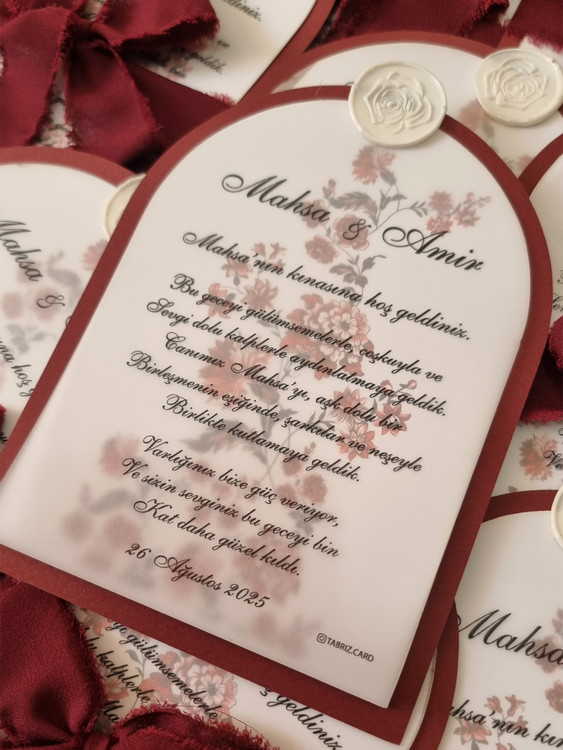 Mahsa & Amir
Mahsa'nın kınasına hoş geldiniz.
Bu geceyi gülümsemelerle, coşkuyla ve
Sevgi dolu kalplerle aydınlatmaya geldik.
Canımız Mahsa'yı, aşk dolu bir
Birleşmenin eşiğinde, şarkılar ve neşeyle
Birlikte kutlamaya geldik.
Varlığınız bize güç veriyor,
Ve sizin sevginiz bu geceyi bin
Kat daha güzel kıldı.
26 Ağustos 2025
©TABRIZ.CARD